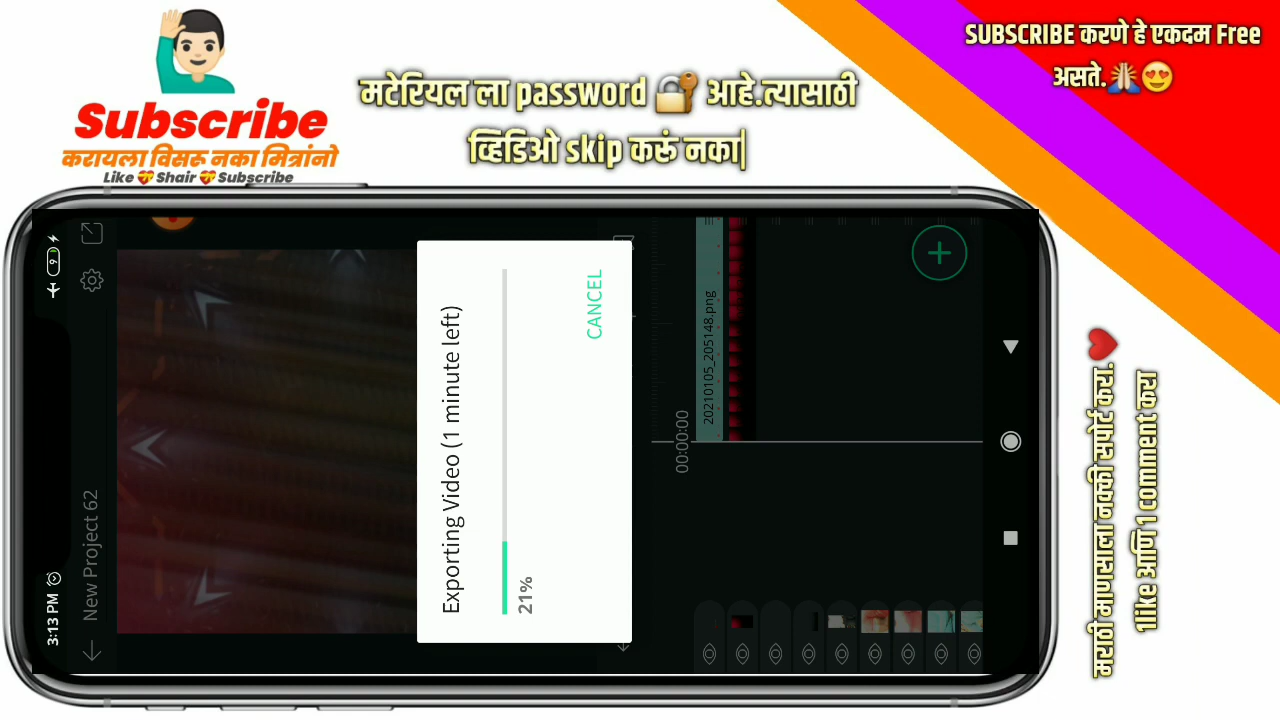 Subscribe
करायला विसरू नका मित्रांनो
Like 💝 Shair 💝 Subscribe
मटेरियल ला password 🔐 आहे.त्यासाठी
व्हिडिओ skip करूं नका|
SUBSCRIBE करणे हे एकदम Free
असते.🙏🏻😍
3:13 PM
9
New Project 62
Exporting Video (1 minute left)
21%
CANCEL
00:00:00
20210105_205148.png
मराठी माणसाला नक्की सपोर्ट करा.❤️
1like आणि 1 comment करा